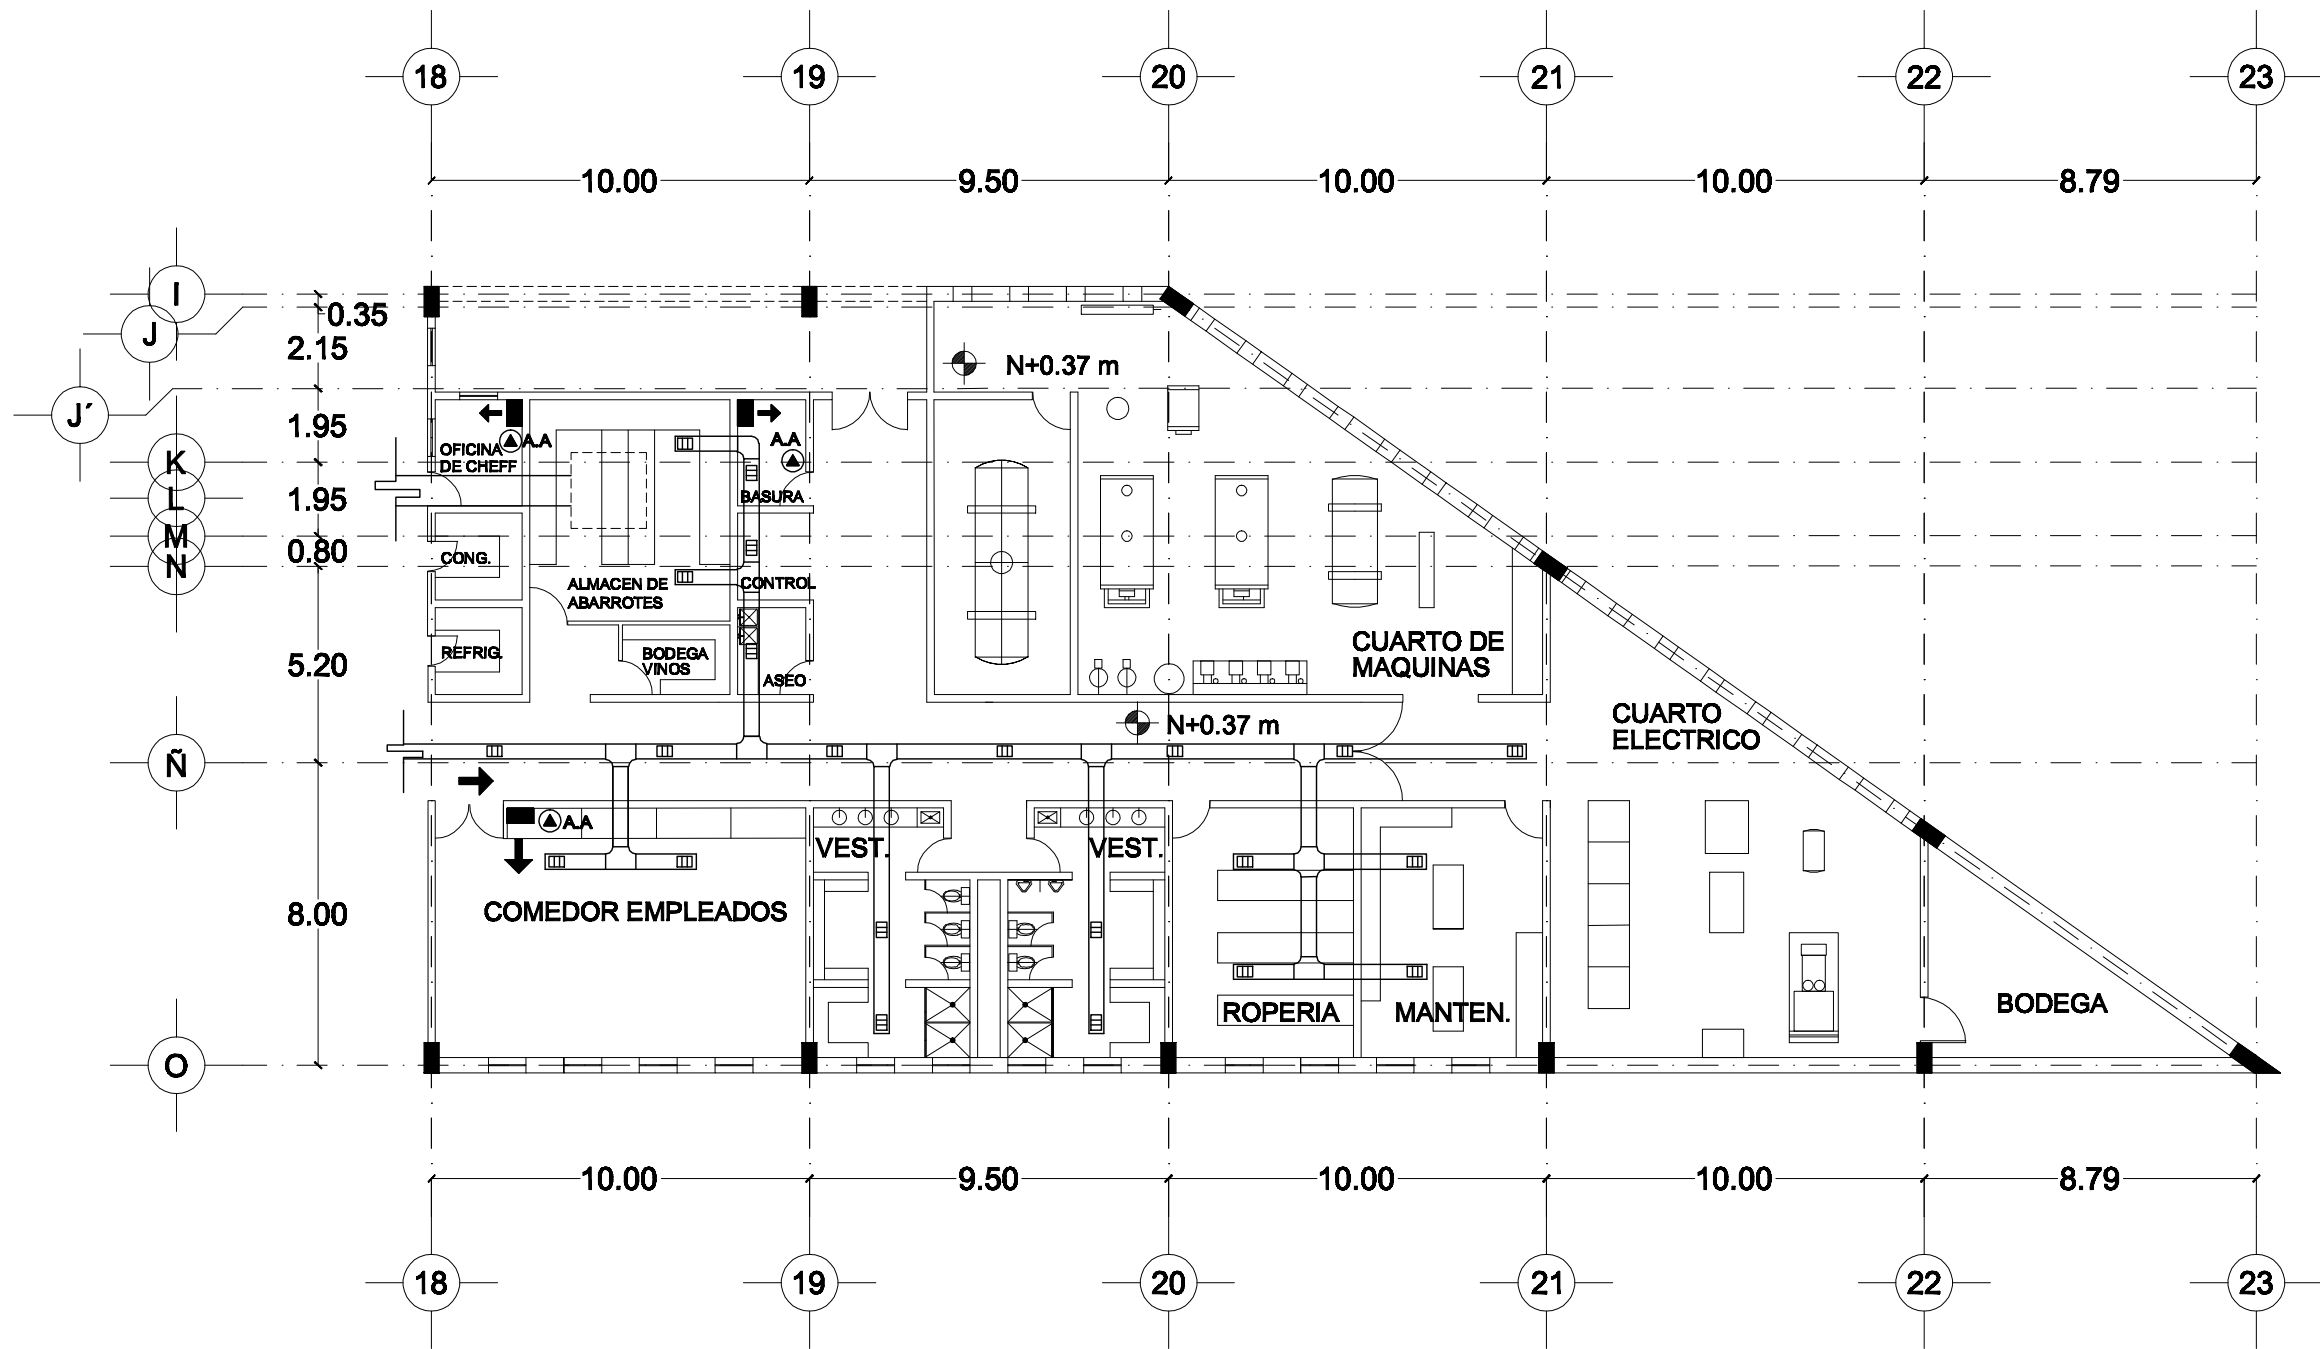 18 19 20 21 22 23
10.00 9.50 10.00 10.00 8.79
I
0.35
J
2.15
N+0.37 m
J´
1.95
A.A
A.A
OFICINA
DE CHEFF
K
L
1.95
BASURA
M
0.80
N
CONG.
ALMACEN DE
ABARROTES
CONTROL
5.20
REFRIG.
BODEGA
VINOS
ASEO
CUARTO DE
MAQUINAS
N+0.37 m
CUARTO
ELECTRICO
Ñ
A.A
VEST.
VEST.
8.00
COMEDOR EMPLEADOS
ROPERIA
MANTEN.
BODEGA
O
10.00 9.50 10.00 10.00 8.79
18 19 20 21 22 23